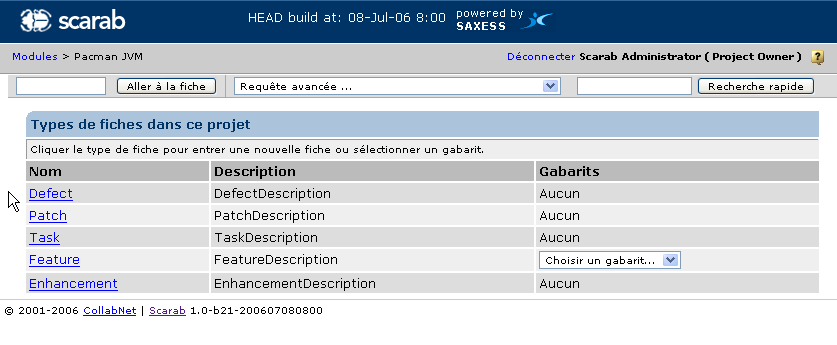 scarab HEAD build at: 08-Jul-06 8:00 powered by SAXESS
Modules > Pacman JVM Déconnecter Scarab Administrator ( Project Owner ) ?
Aller à la fiche Requête avancée ... Recherche rapide
Types de fiches dans ce projet
Cliquer le type de fiche pour entrer une nouvelle fiche ou sélectionner un gabarit.
Nom Description Gabarits
Defect DefectDescription Aucun
Patch PatchDescription Aucun
Task TaskDescription Aucun
Feature FeatureDescription Choisir un gabarit...
Enhancement EnhancementDescription Aucun
© 2001-2006 CollabNet | Scarab 1.0-b21-200607080800